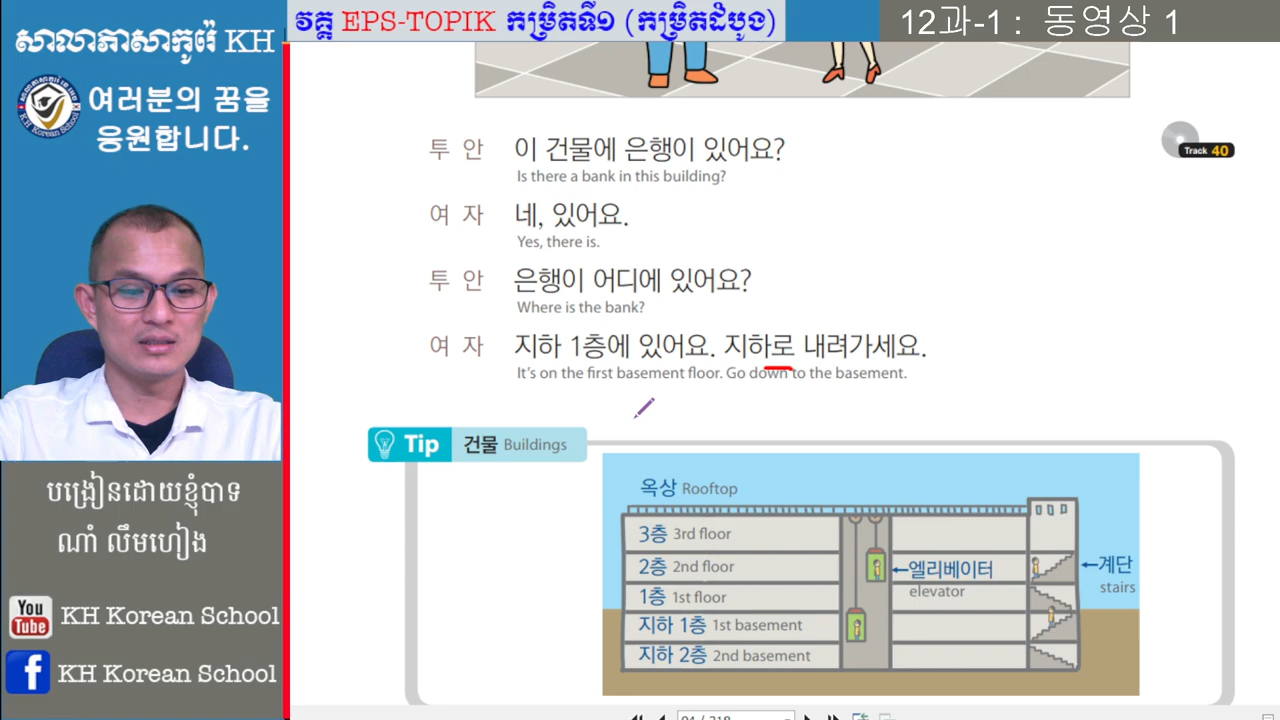 សាលាភាសាកូរ៉េ KH
여러분의 꿈을
응원합니다.
វគ្គ EPS-TOPIK កម្រិតទី១ (កម្រិតដំបូង)
12과-1 : 동영상 1
투 안 이 건물에 은행이 있어요?
Is there a bank in this building?
Track 40
여 자 네, 있어요.
Yes, there is.
투 안 은행이 어디에 있어요?
Where is the bank?
여 자 지하 1층에 있어요. 지하로 내려가세요.
It's on the first basement floor. Go down to the basement.
Tip 건물 Buildings
옥상 Rooftop
3층 3rd floor
2층 2nd floor
←엘리베이터
elevator
←계단
stairs
1층 1st floor
지하 1층 1st basement
지하 2층 2nd basement
បង្រៀនដោយខ្ញុំបាទ
ណាំ លឹមហៀង
You Tube KH Korean School
f KH Korean School